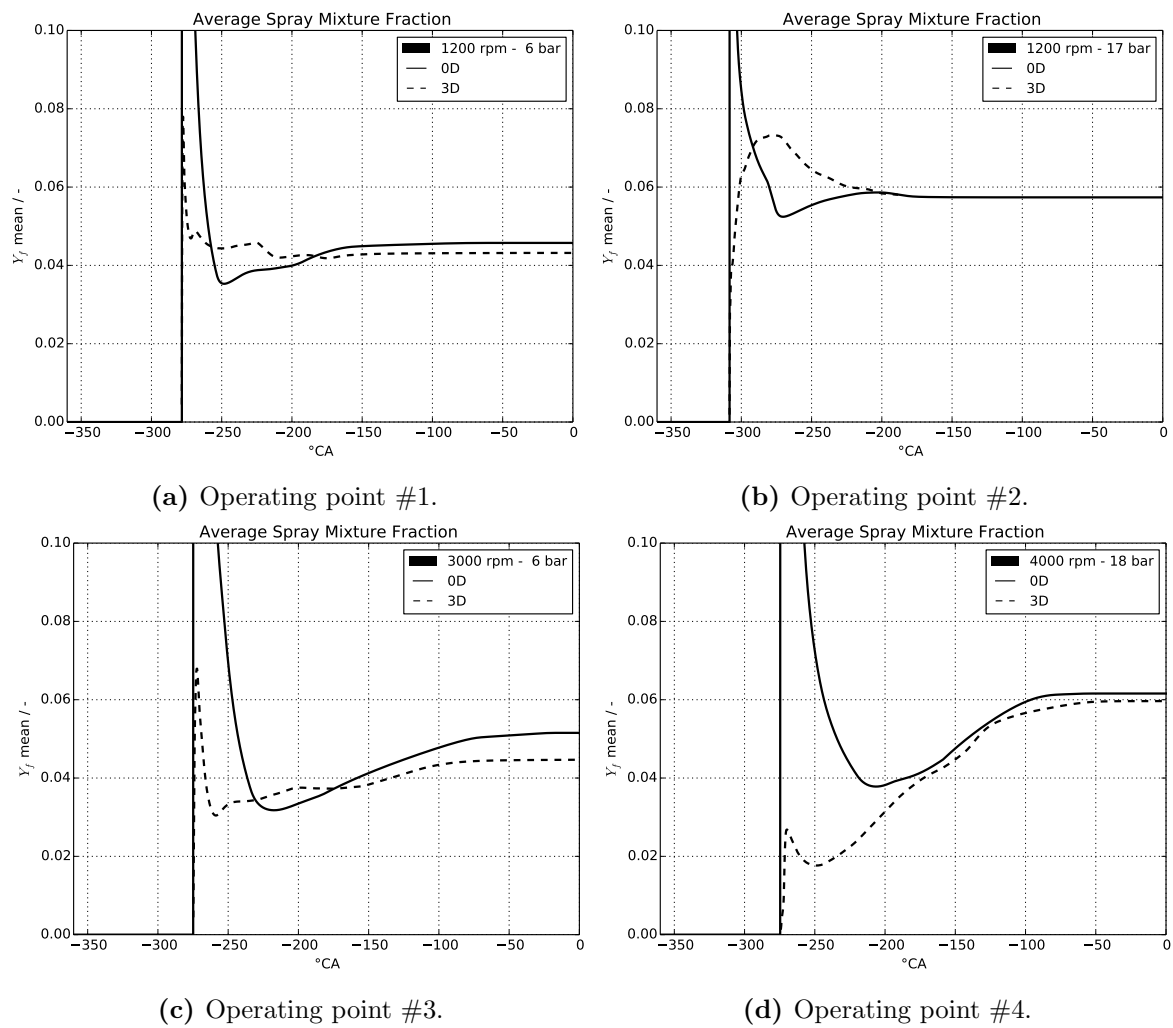 Average Spray Mixture Fraction
1200 rpm - 6 bar
0D
3D
0.10
0.08
0.06
0.04
0.02
0.00
Y_f mean / -
−350 −300 −250 −200 −150 −100 −50 0
°CA
(a) Operating point #1.
Average Spray Mixture Fraction
1200 rpm - 17 bar
0D
3D
0.10
0.08
0.06
0.04
0.02
0.00
Y_f mean / -
−350 −300 −250 −200 −150 −100 −50 0
°CA
(b) Operating point #2.
Average Spray Mixture Fraction
3000 rpm - 6 bar
0D
3D
0.10
0.08
0.06
0.04
0.02
0.00
Y_f mean / -
−350 −300 −250 −200 −150 −100 −50 0
°CA
(c) Operating point #3.
Average Spray Mixture Fraction
4000 rpm - 18 bar
0D
3D
0.10
0.08
0.06
0.04
0.02
0.00
Y_f mean / -
−350 −300 −250 −200 −150 −100 −50 0
°CA
(d) Operating point #4.